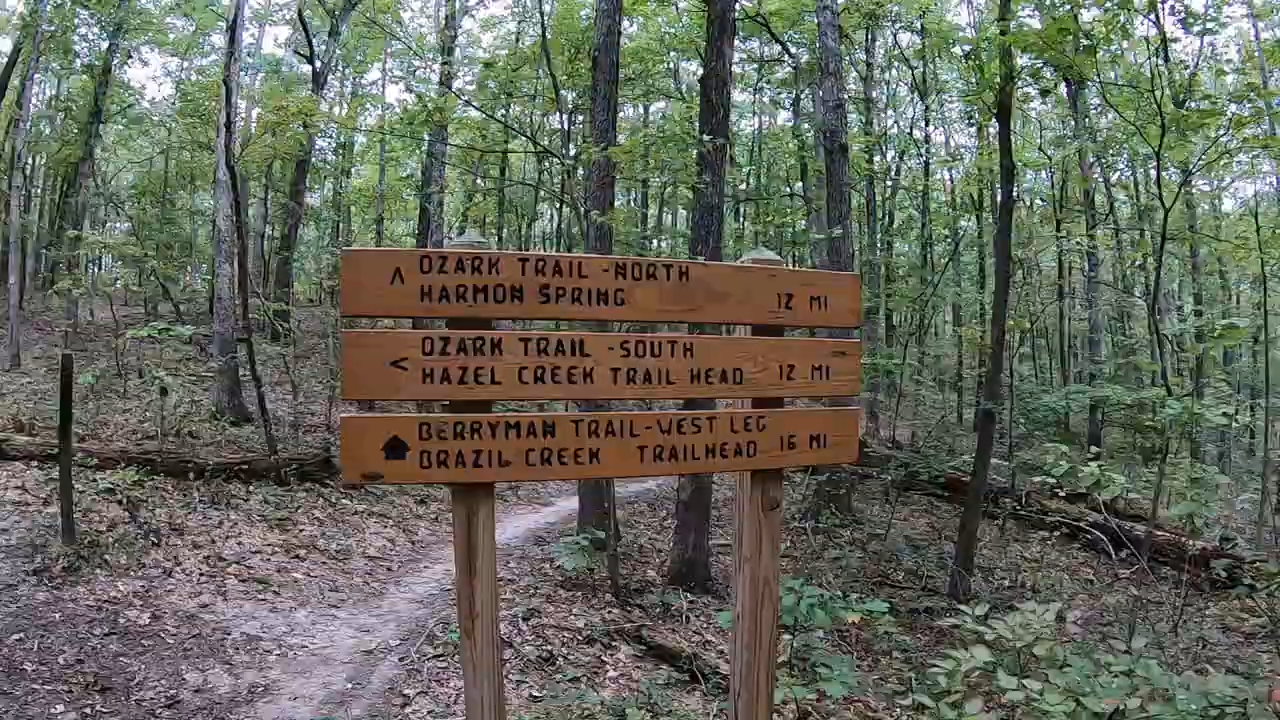 ^ OZARK TRAIL -NORTH
HARMON SPRING 12 MI
< OZARK TRAIL -SOUTH
HAZEL CREEK TRAIL HEAD 12 MI
BERRYMAN TRAIL-WEST LEG
BRAZIL CREEK TRAILHEAD 16 MI